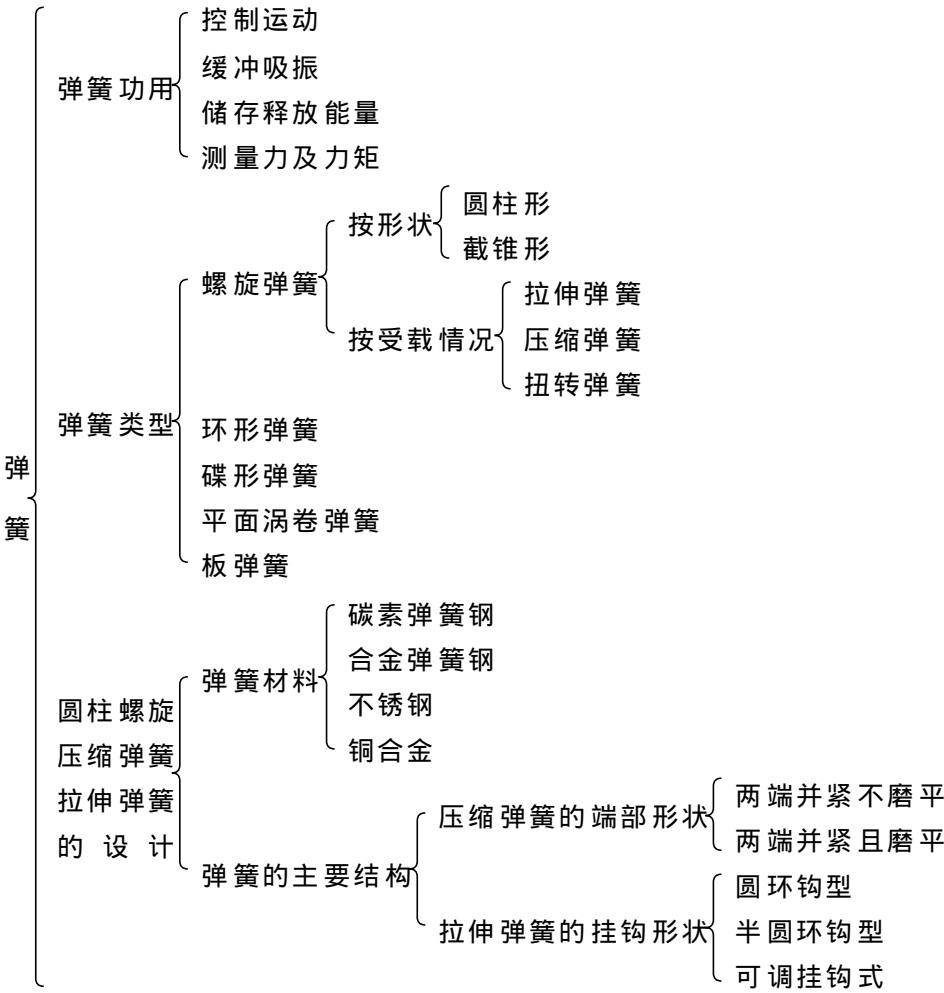 弹簧
弹簧功用
控制运动
缓冲吸振
储存释放能量
测量力及力矩
弹簧类型
螺旋弹簧
按形状
圆柱形
截锥形
按受载情况
拉伸弹簧
压缩弹簧
扭转弹簧
环形弹簧
碟形弹簧
平面涡卷弹簧
板弹簧
圆柱螺旋
压缩弹簧
拉伸弹簧
的设计
弹簧材料
碳素弹簧钢
合金弹簧钢
不锈钢
铜合金
弹簧的主要结构
压缩弹簧的端部形状
两端并紧不磨平
两端并紧且磨平
拉伸弹簧的挂钩形状
圆环钩型
半圆环钩型
可调挂钩式